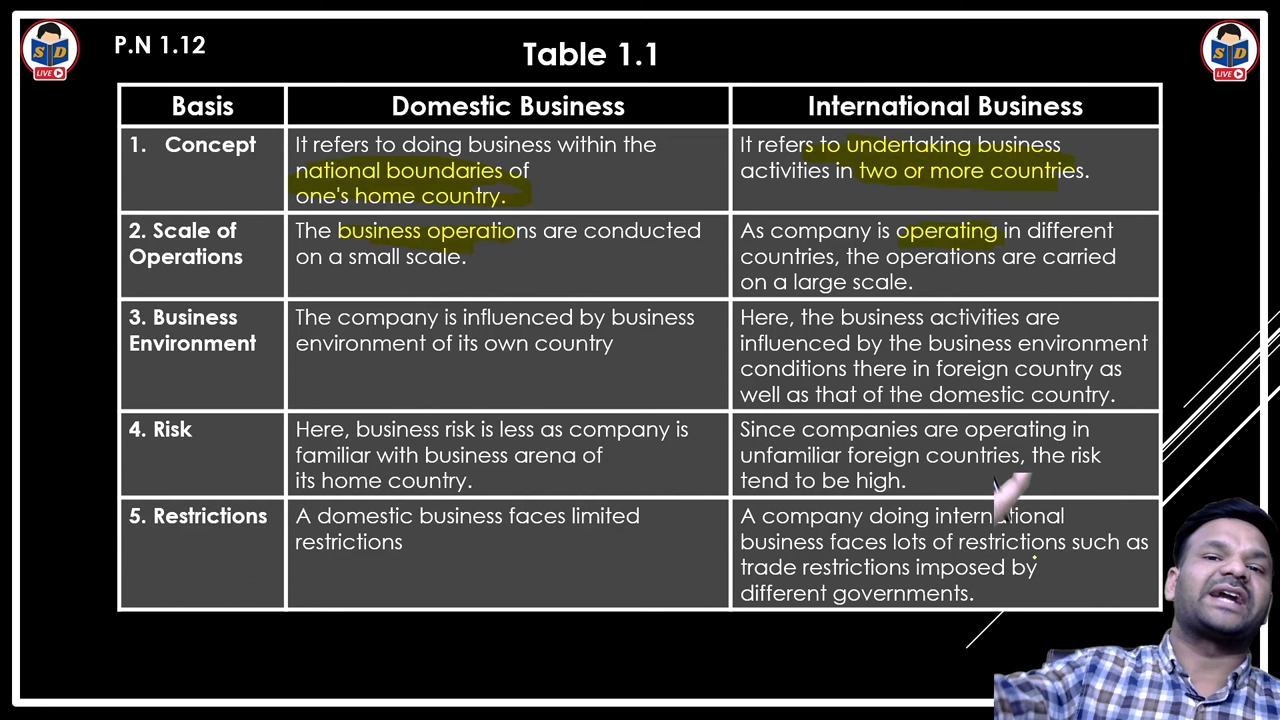 S D
LIVE
P.N 1.12
Table 1.1
S D
LIVE
Basis
Domestic Business
International Business
1. Concept
It refers to doing business within the
national boundaries of
one's home country.
It refers to undertaking business
activities in two or more countries.
2. Scale of
Operations
The business operations are conducted
on a small scale.
As company is operating in different
countries, the operations are carried
on a large scale.
3. Business
Environment
The company is influenced by business
environment of its own country
Here, the business activities are
influenced by the business environment
conditions there in foreign country as
well as that of the domestic country.
4. Risk
Here, business risk is less as company is
familiar with business arena of
its home country.
Since companies are operating in
unfamiliar foreign countries, the risk
tend to be high.
5. Restrictions
A domestic business faces limited
restrictions
A company doing international
business faces lots of restrictions such as
trade restrictions imposed by
different governments.